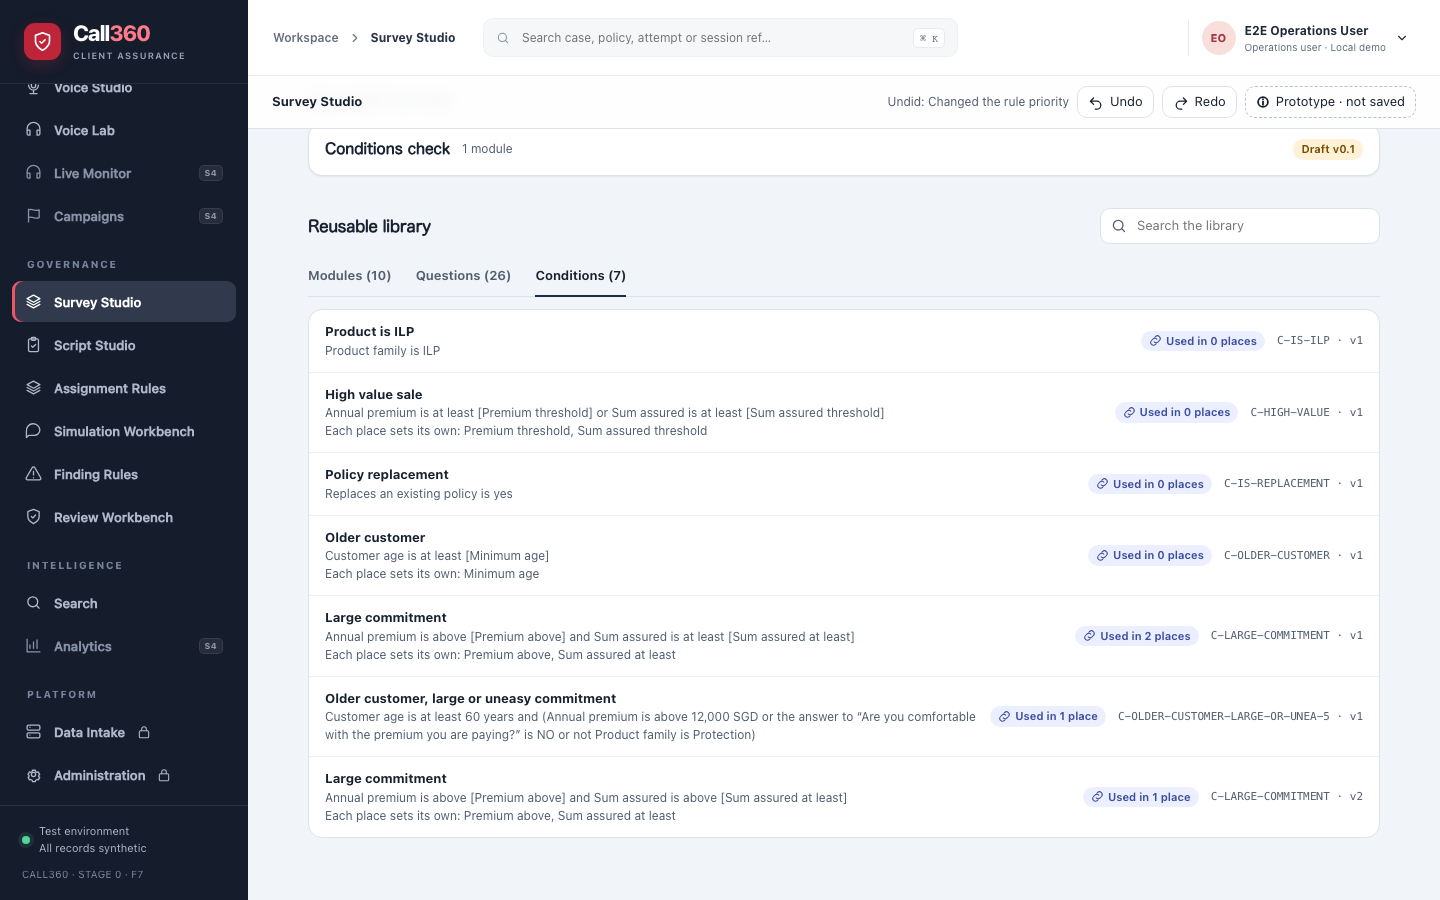 Call360
CLIENT ASSURANCE
Voice Studio
Voice Lab
Live Monitor S4
Campaigns S4
GOVERNANCE
Survey Studio
Script Studio
Assignment Rules
Simulation Workbench
Finding Rules
Review Workbench
INTELLIGENCE
Search
Analytics S4
PLATFORM
Data Intake
Administration
Test environment
All records synthetic
CALL360 · STAGE 0 · F7
Workspace > Survey Studio
Search case, policy, attempt or session ref... ⌘ K
EO
E2E Operations User
Operations user · Local demo
Survey Studio
Undid: Changed the rule priority
Undo
Redo
Prototype · not saved
Conditions check 1 module Draft v0.1
Reusable library
Search the library
Modules (10) Questions (26) Conditions (7)
Product is ILP
Product family is ILP
Used in 0 places C-IS-ILP · v1
High value sale
Annual premium is at least [Premium threshold] or Sum assured is at least [Sum assured threshold]
Each place sets its own: Premium threshold, Sum assured threshold
Used in 0 places C-HIGH-VALUE · v1
Policy replacement
Replaces an existing policy is yes
Used in 0 places C-IS-REPLACEMENT · v1
Older customer
Customer age is at least [Minimum age]
Each place sets its own: Minimum age
Used in 0 places C-OLDER-CUSTOMER · v1
Large commitment
Annual premium is above [Premium above] and Sum assured is at least [Sum assured at least]
Each place sets its own: Premium above, Sum assured at least
Used in 2 places C-LARGE-COMMITMENT · v1
Older customer, large or uneasy commitment
Customer age is at least 60 years and (Annual premium is above 12,000 SGD or the answer to “Are you comfortable
with the premium you are paying?” is NO or not Product family is Protection)
Used in 1 place C-OLDER-CUSTOMER-LARGE-OR-UNEA-5 · v1
Large commitment
Annual premium is above [Premium above] and Sum assured is above [Sum assured at least]
Each place sets its own: Premium above, Sum assured at least
Used in 1 place C-LARGE-COMMITMENT · v2